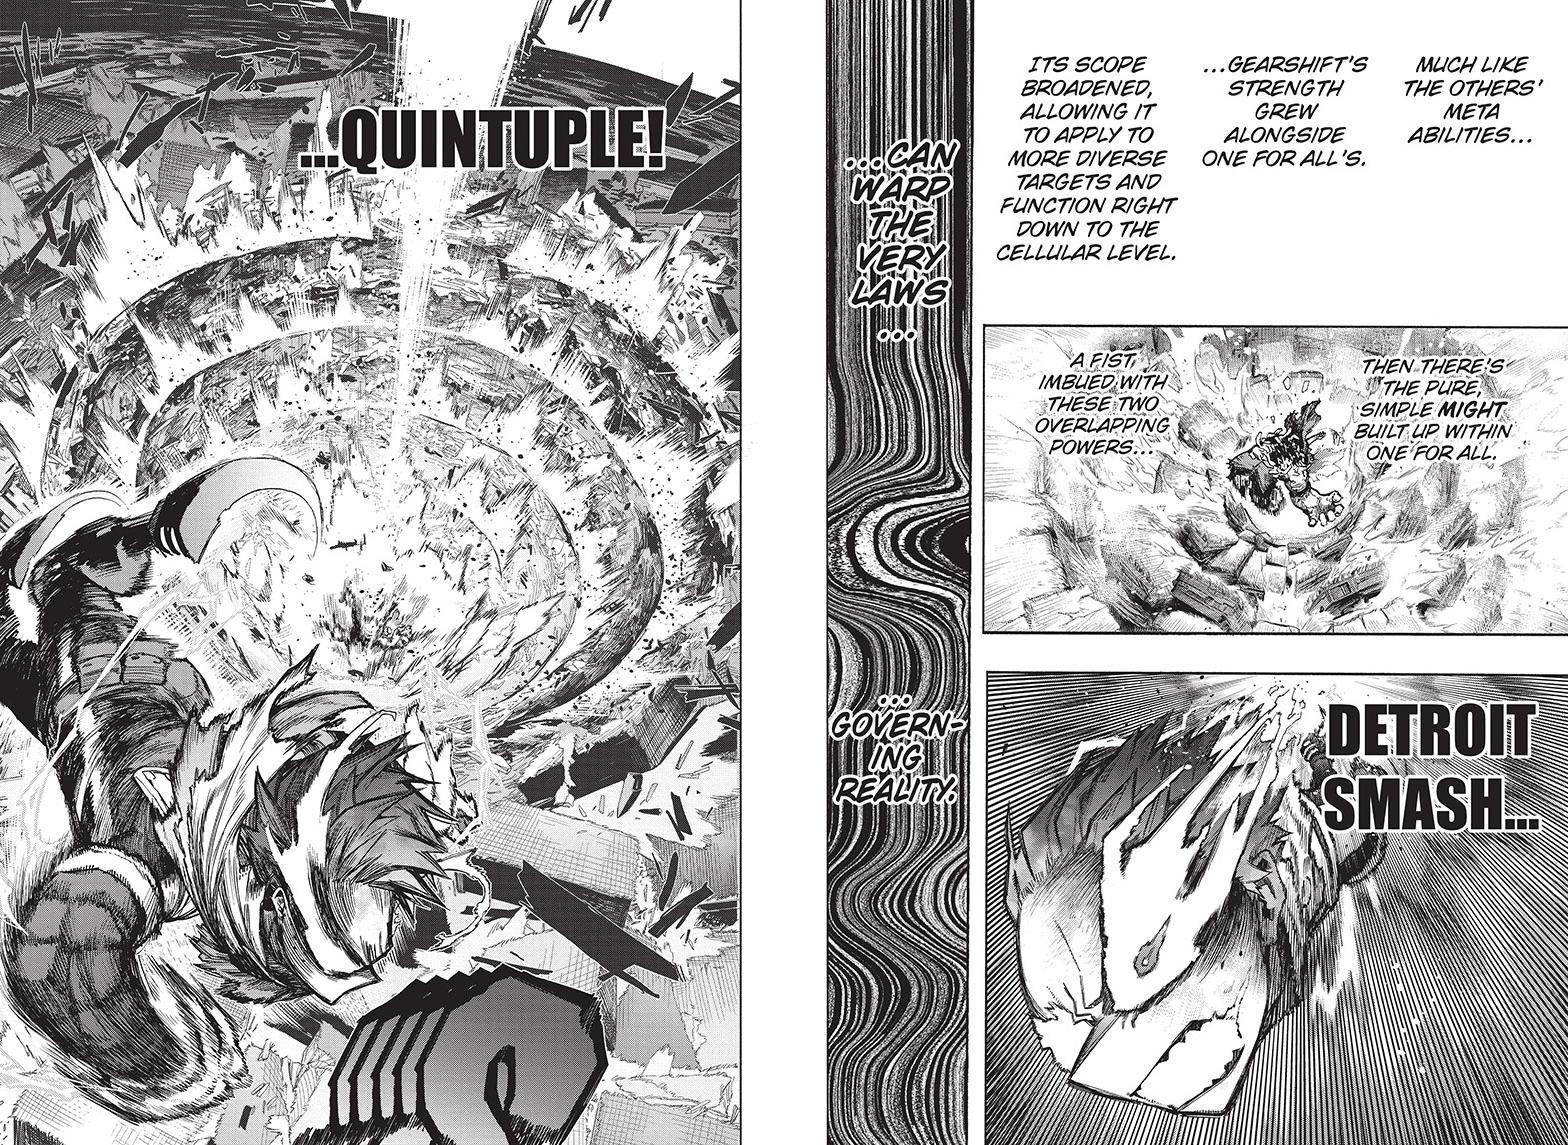 MUCH LIKE
THE OTHERS'
META
ABILITIES...
...GEARSHIFT'S
STRENGTH
GREW
ALONGSIDE
ONE FOR ALL'S.
ITS SCOPE
BROADENED,
ALLOWING IT
TO APPLY TO
MORE DIVERSE
TARGETS AND
FUNCTION RIGHT
DOWN TO THE
CELLULAR LEVEL.
THEN THERE'S
THE PURE,
SIMPLE MIGHT
BUILT UP WITHIN
ONE FOR ALL.
A FIST
IMBUED WITH
THESE TWO
OVERLAPPING
POWERS...
DETROIT
SMASH...
...CAN
WARP
THE
VERY
LAWS
...
...
GOVERN-
ING
REALITY.
...QUINTUPLE!